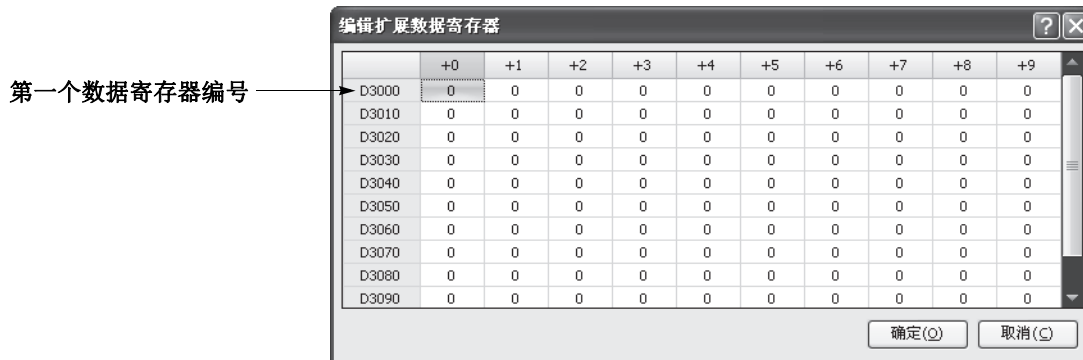 编辑扩展数据寄存器
+0 +1 +2 +3 +4 +5 +6 +7 +8 +9
第一个数据寄存器编号
D3000 0 0 0 0 0 0 0 0 0 0
D3010 0 0 0 0 0 0 0 0 0 0
D3020 0 0 0 0 0 0 0 0 0 0
D3030 0 0 0 0 0 0 0 0 0 0
D3040 0 0 0 0 0 0 0 0 0 0
D3050 0 0 0 0 0 0 0 0 0 0
D3060 0 0 0 0 0 0 0 0 0 0
D3070 0 0 0 0 0 0 0 0 0 0
D3080 0 0 0 0 0 0 0 0 0 0
D3090 0 0 0 0 0 0 0 0 0 0
确定(O) 取消(C)